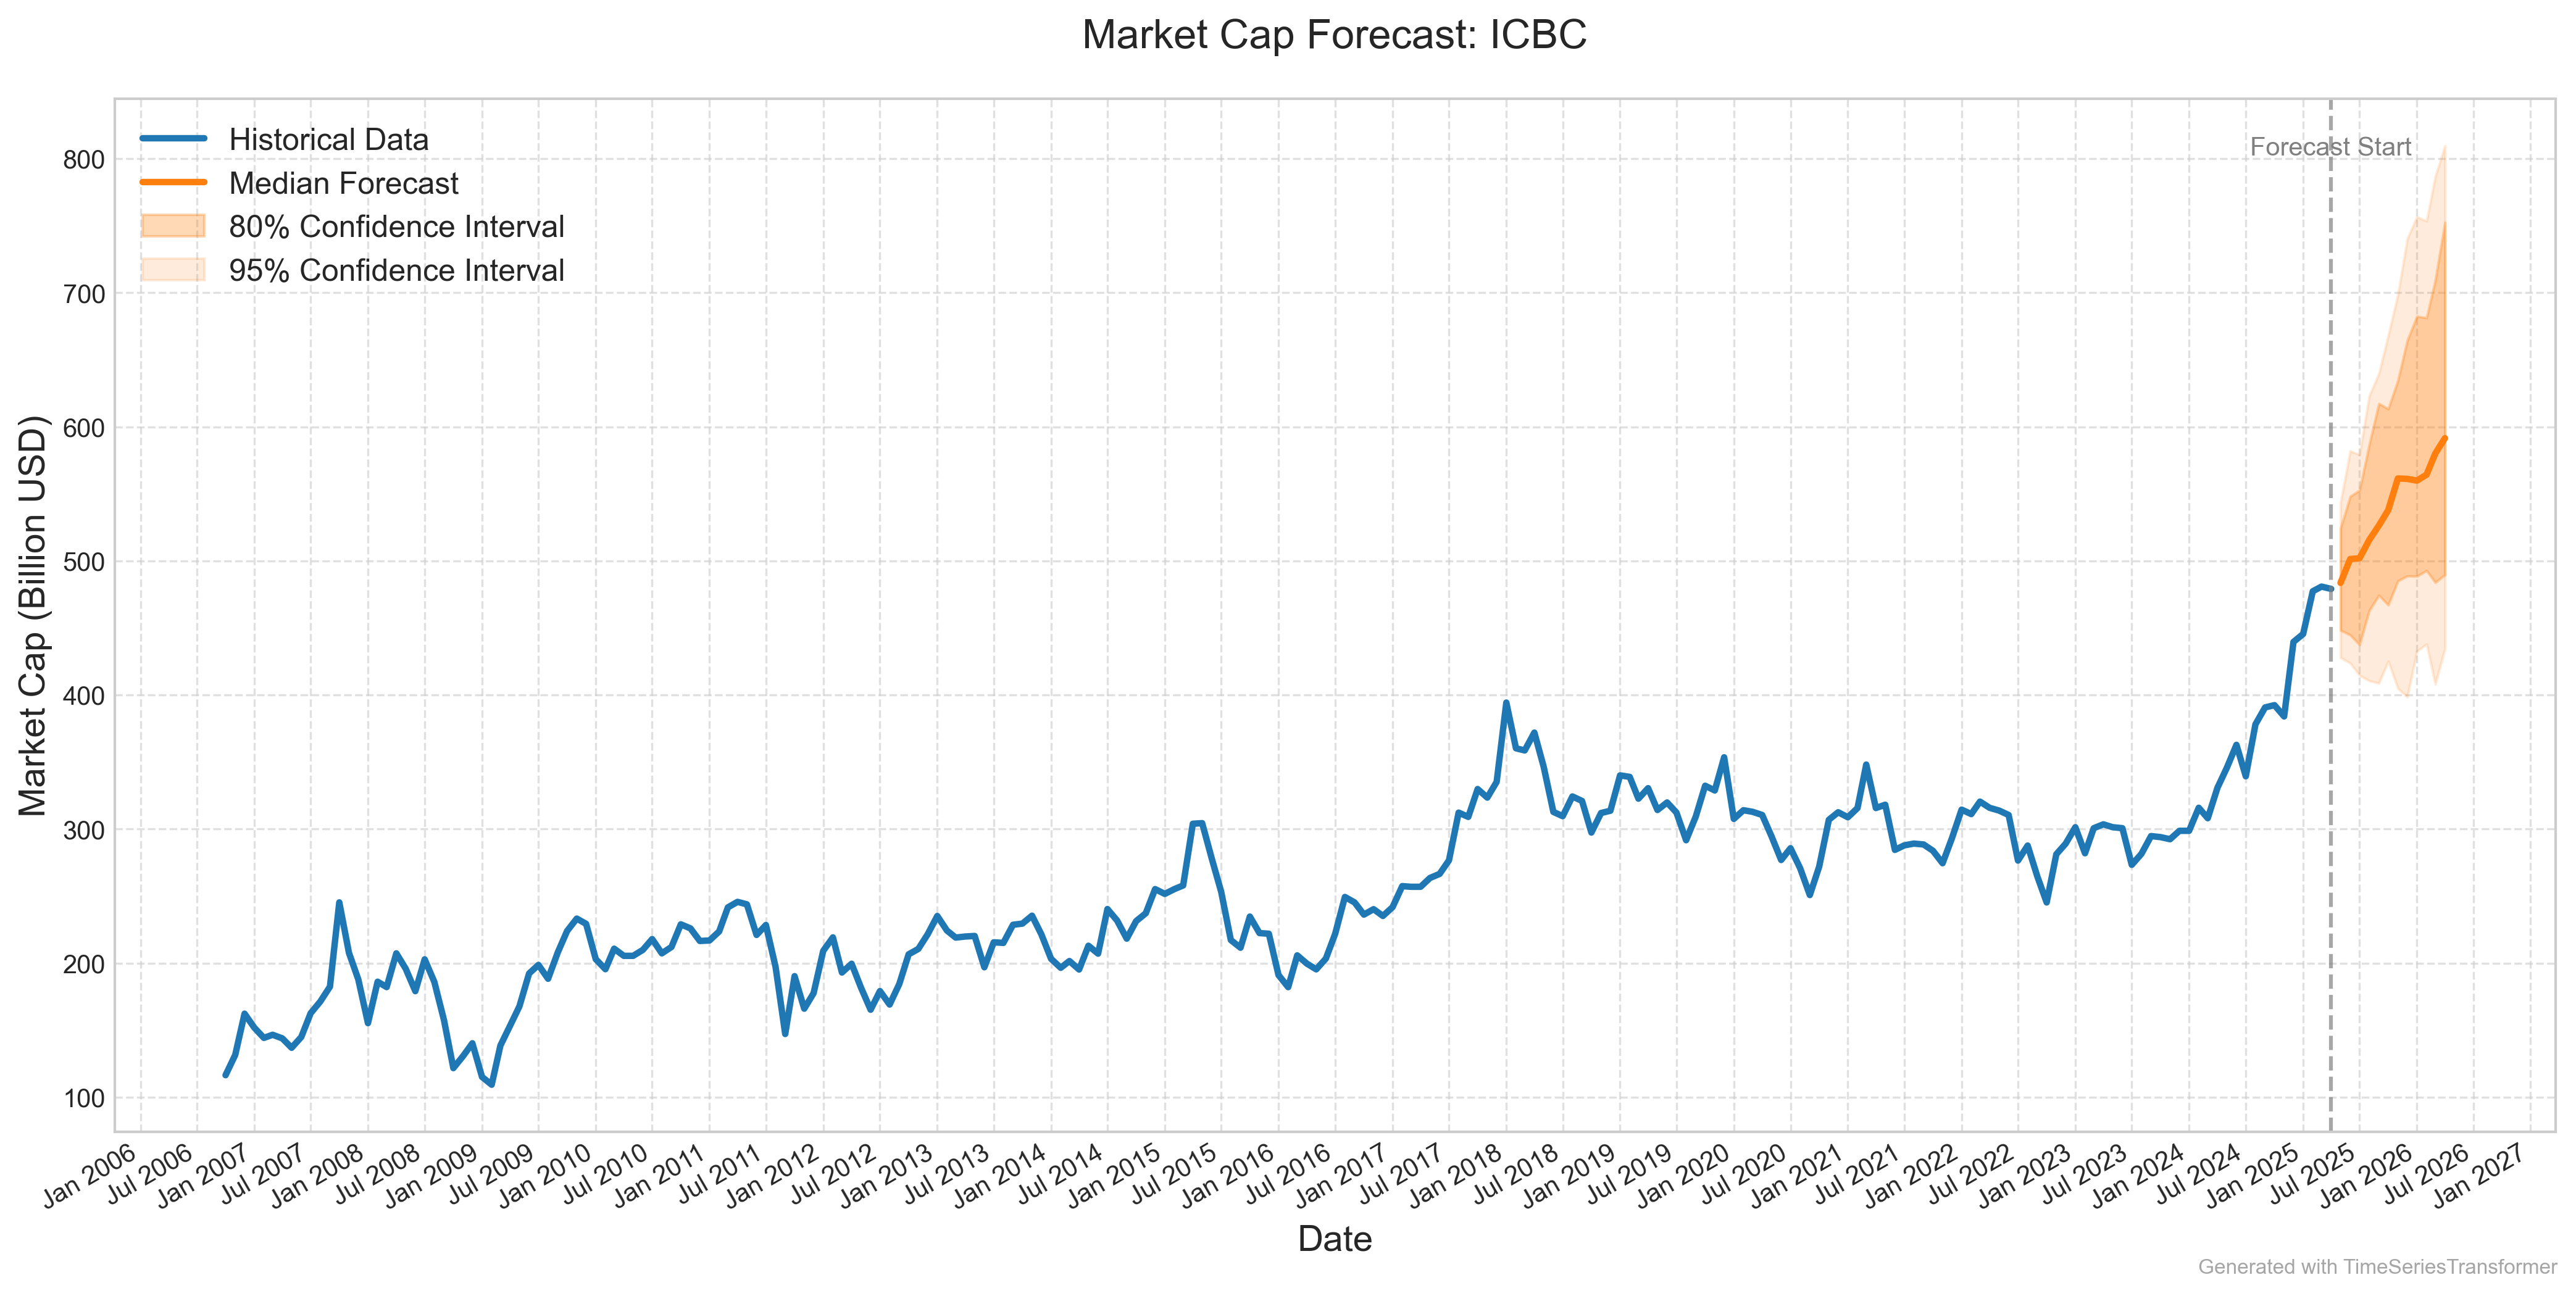 Market Cap Forecast: ICBC
Historical Data
Median Forecast
80% Confidence Interval
95% Confidence Interval
Forecast Start
Market Cap (Billion USD)
800
700
600
500
400
300
200
100
Jan 2006
Jul 2006
Jan 2007
Jul 2007
Jan 2008
Jul 2008
Jan 2009
Jul 2009
Jan 2010
Jul 2010
Jan 2011
Jul 2011
Jan 2012
Jul 2012
Jan 2013
Jul 2013
Jan 2014
Jul 2014
Jan 2015
Jul 2015
Jan 2016
Jul 2016
Jan 2017
Jul 2017
Jan 2018
Jul 2018
Jan 2019
Jul 2019
Jan 2020
Jul 2020
Jan 2021
Jul 2021
Jan 2022
Jul 2022
Jan 2023
Jul 2023
Jan 2024
Jul 2024
Jan 2025
Jul 2025
Jan 2026
Jul 2026
Jan 2027
Date
Generated with TimeSeriesTransformer